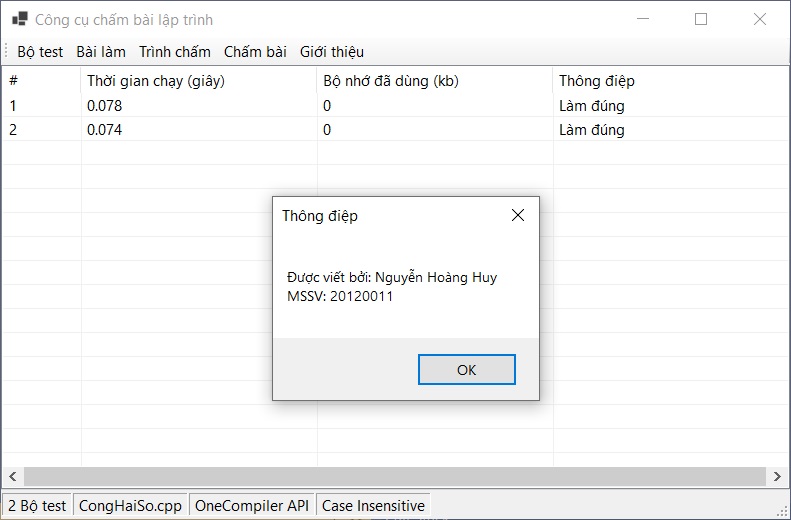 Công cụ chấm bài lập trình
Bộ test Bài làm Trình chấm Chấm bài Giới thiệu
# Thời gian chạy (giây) Bộ nhớ đã dùng (kb) Thông điệp
1 0.078 0 Làm đúng
2 0.074 0 Làm đúng
Thông điệp
Được viết bởi: Nguyễn Hoàng Huy
MSSV: 20120011
OK
2 Bộ test CongHaiSo.cpp OneCompiler API Case Insensitive